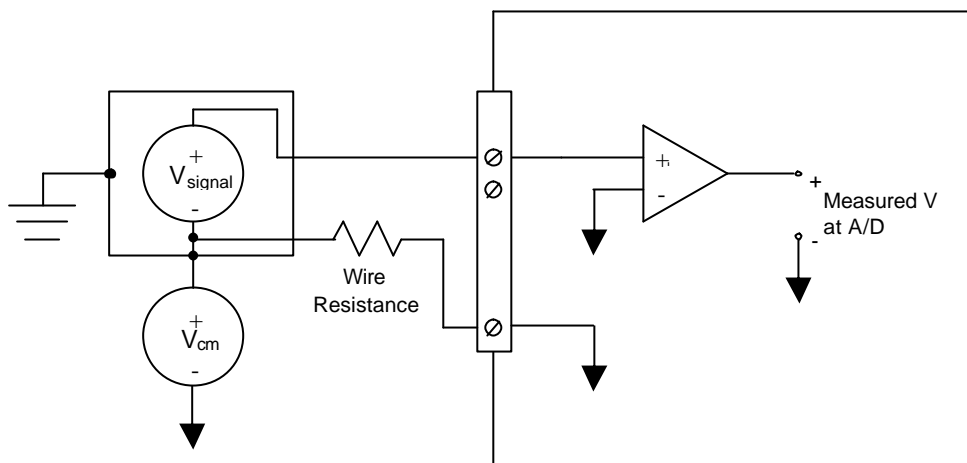 +
V signal
-
+
V cm
-
Wire
Resistance
+
-
+
Measured V
at A/D
-